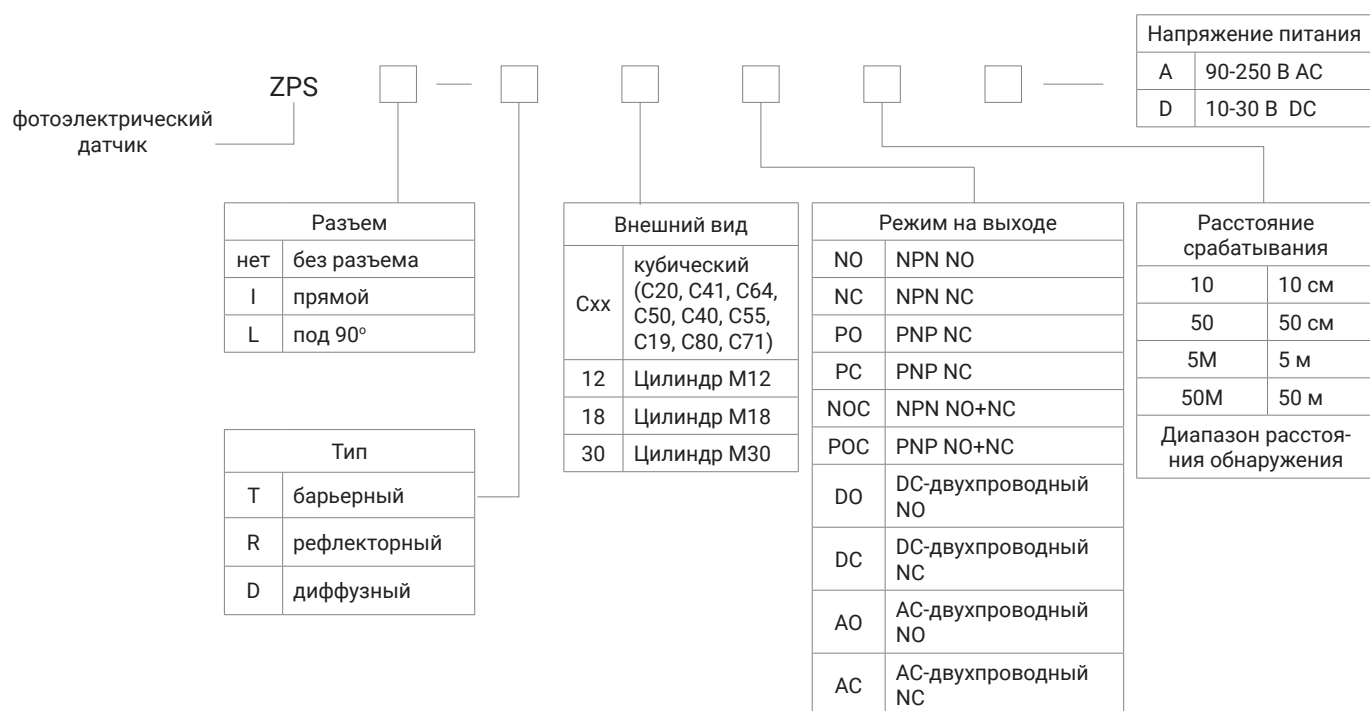 Напряжение питания
A 90-250 В AC
D 10-30 В DC
ZPS
фотоэлектрический
датчик
Разъем
нет без разъема
I прямой
L под 90º
Тип
T барьерный
R рефлекторный
D диффузный
Внешний вид
Cxx
кубический
(C20, C41, C64,
C50, C40, C55,
C19, C80, C71)
12 Цилиндр M12
18 Цилиндр M18
30 Цилиндр M30
Режим на выходе
NO NPN NO
NC NPN NC
PO PNP NC
PC PNP NC
NOC NPN NO+NC
POC PNP NO+NC
DO DC-двухпроводный
NO
DC DC-двухпроводный
NC
AO AC-двухпроводный
NO
AC AC-двухпроводный
NC
Расстояние
срабатывания
10 10 см
50 50 см
5M 5 м
50M 50 м
Диапазон расстоя-
ния обнаружения